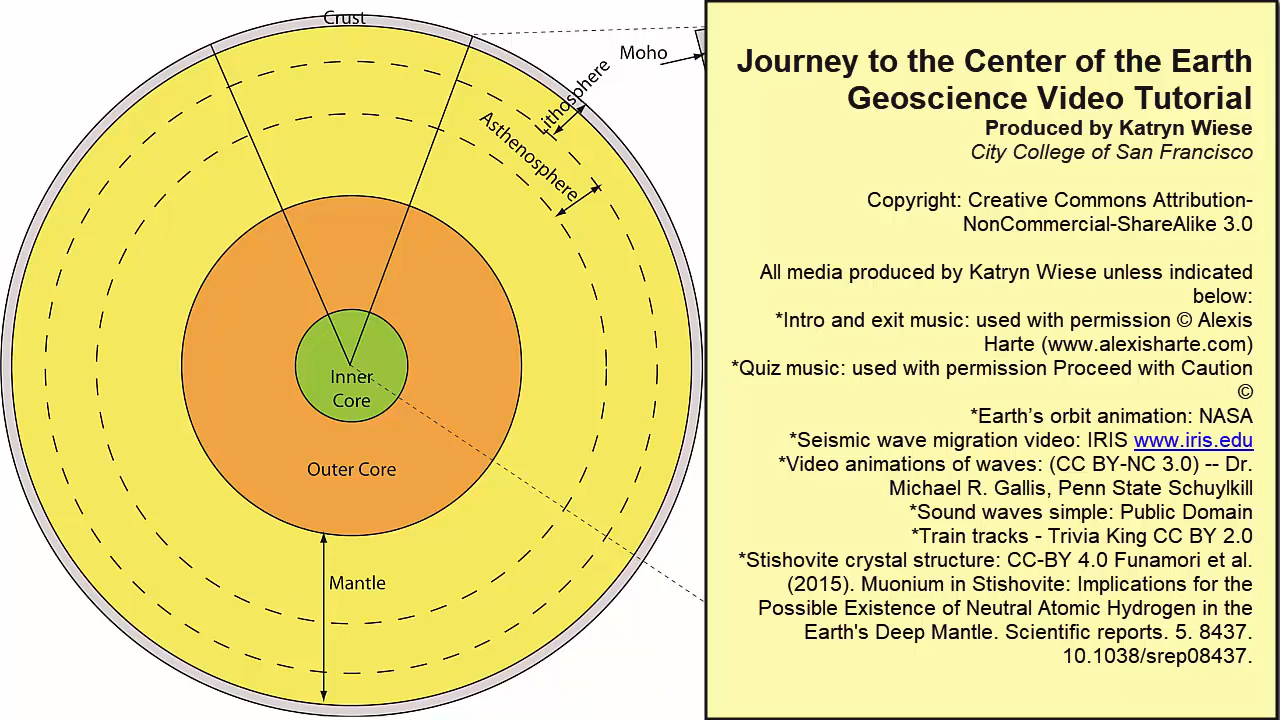 Crust
Moho
Lithosphere
Asthenosphere
Inner
Core
Outer Core
Mantle
Journey to the Center of the Earth
Geoscience Video Tutorial
Produced by Katryn Wiese
City College of San Francisco
Copyright: Creative Commons Attribution-
NonCommercial-ShareAlike 3.0
All media produced by Katryn Wiese unless indicated
below:
*Intro and exit music: used with permission © Alexis
Harte (www.alexisharte.com)
*Quiz music: used with permission Proceed with Caution
©
*Earth’s orbit animation: NASA
*Seismic wave migration video: IRIS www.iris.edu
*Video animations of waves: (CC BY-NC 3.0) -- Dr.
Michael R. Gallis, Penn State Schuylkill
*Sound waves simple: Public Domain
*Train tracks - Trivia King CC BY 2.0
*Stishovite crystal structure: CC-BY 4.0 Funamori et al.
(2015). Muonium in Stishovite: Implications for the
Possible Existence of Neutral Atomic Hydrogen in the
Earth's Deep Mantle. Scientific reports. 5. 8437.
10.1038/srep08437.